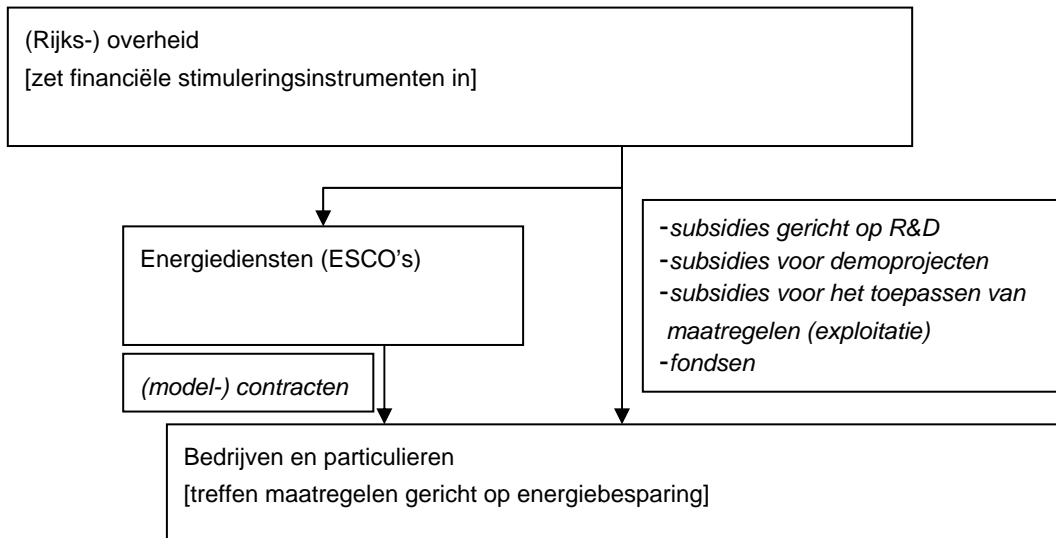 (Rijks-) overheid
[zet financiële stimuleringsinstrumenten in]
Energiediensten (ESCO’s)
-subsidies gericht op R&D
-subsidies voor demoprojecten
-subsidies voor het toepassen van
maatregelen (exploitatie)
-fondsen
(model-) contracten
Bedrijven en particulieren
[treffen maatregelen gericht op energiebesparing]